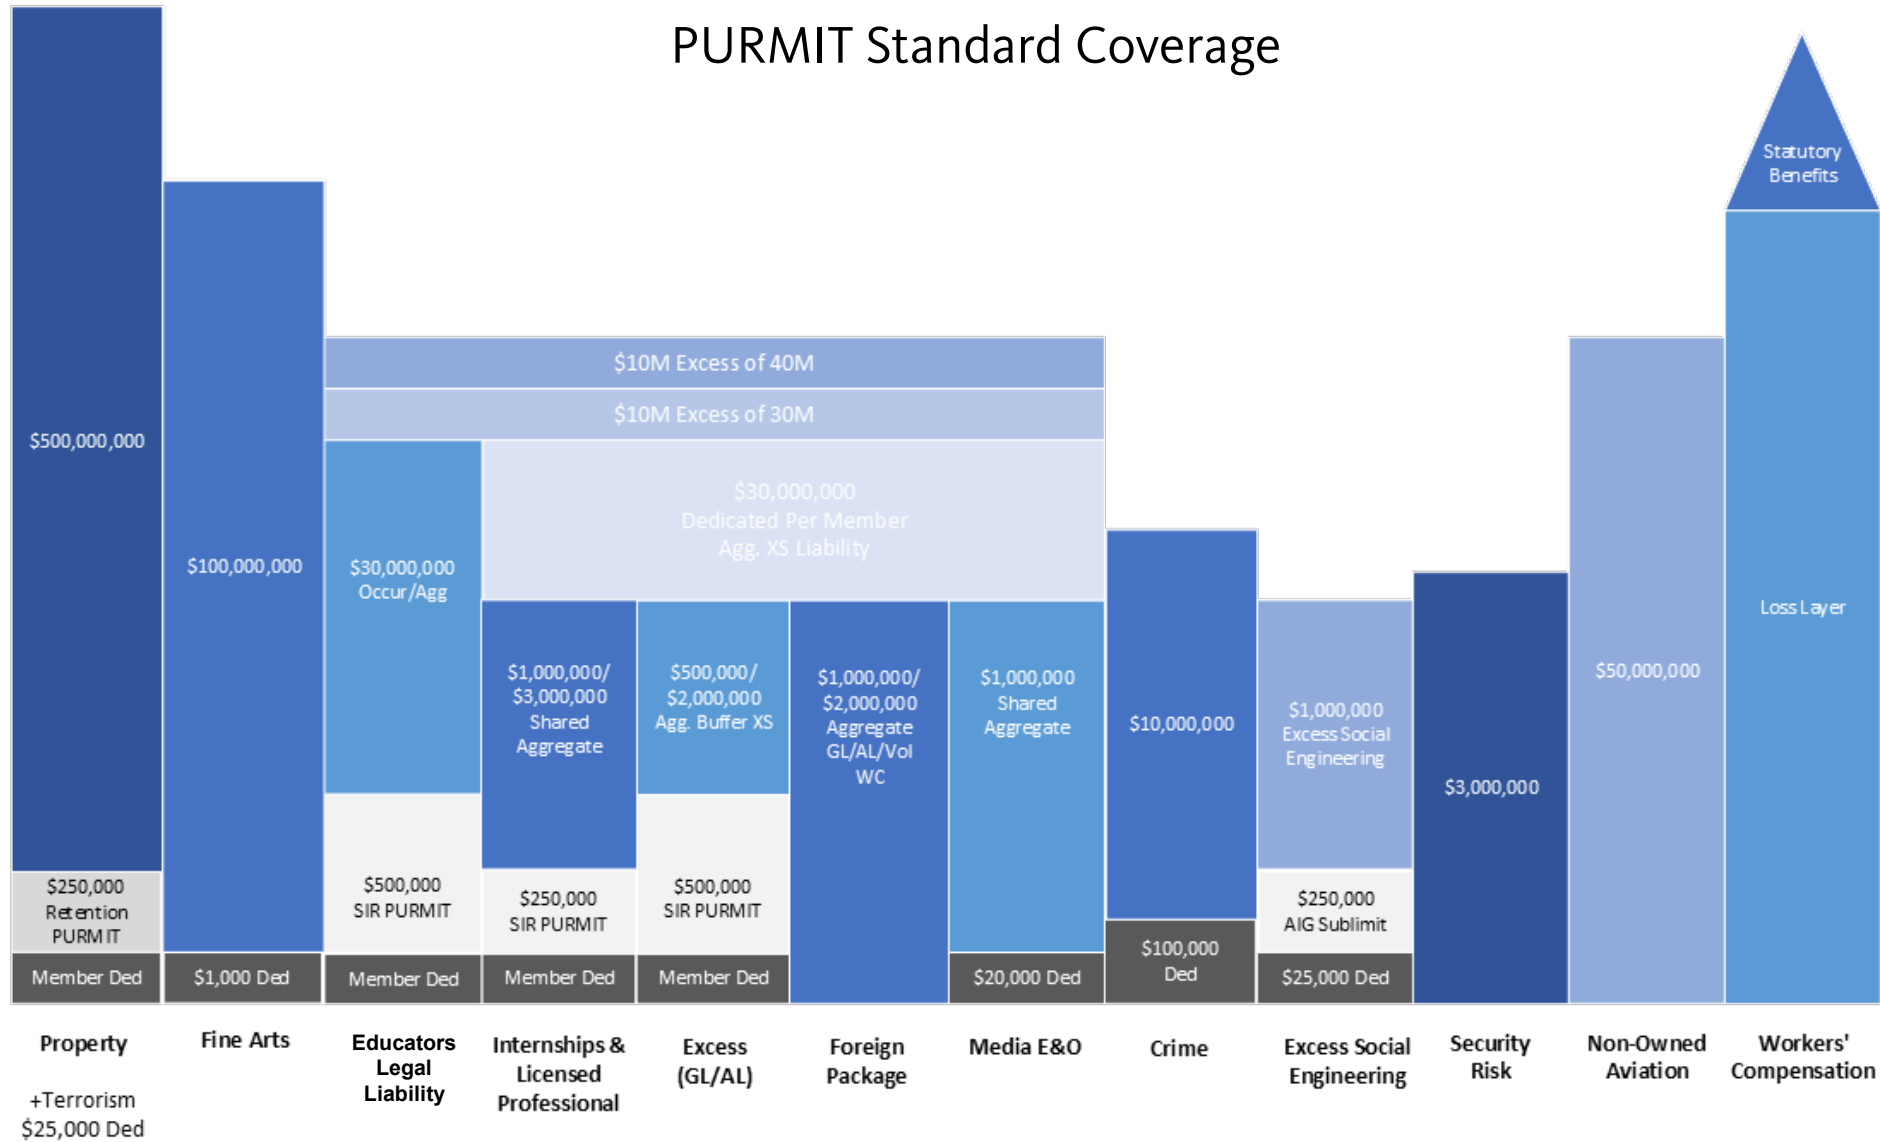 PURMIT Standard Coverage
$500,000,000
$250,000
Retention
PURMIT
Member Ded
$100,000,000
$1,000 Ded
$10M Excess of 40M
$10M Excess of 30M
$30,000,000
Occur/Agg
$500,000
SIR PURMIT
Member Ded
$30,000,000
Dedicated Per Member
Agg. XS Liability
$1,000,000/
$3,000,000
Shared
Aggregate
$250,000
SIR PURMIT
Member Ded
$500,000/
$2,000,000
Agg. Buffer XS
$500,000
SIR PURMIT
Member Ded
$1,000,000/
$2,000,000
Aggregate
GL/AL/Vol
WC
$1,000,000
Shared
Aggregate
$20,000 Ded
$10,000,000
$100,000
Ded
$1,000,000
Excess Social
Engineering
$250,000
AIG Sublimit
$25,000 Ded
$3,000,000
$50,000,000
Statutory
Benefits
Loss Layer
Property
+Terrorism
$25,000 Ded
Fine Arts
Educators
Legal
Liability
Internships &
Licensed
Professional
Excess
(GL/AL)
Foreign
Package
Media E&O
Crime
Excess Social
Engineering
Security
Risk
Non-Owned
Aviation
Workers'
Compensation